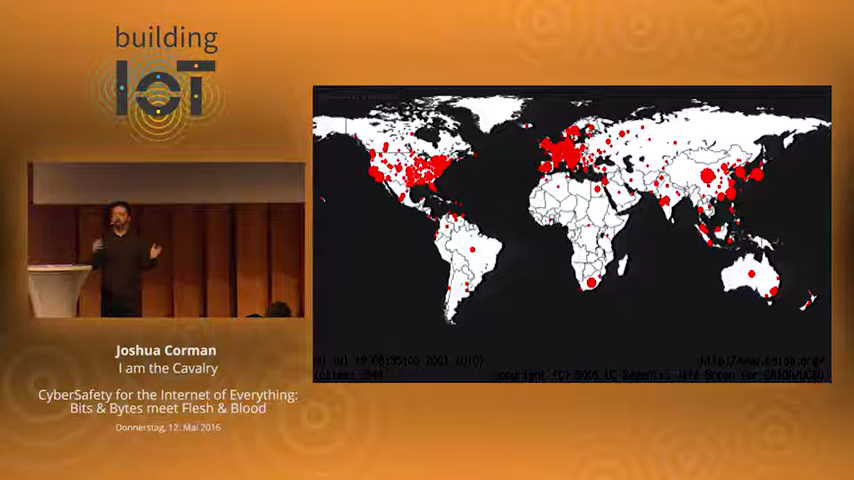 building
IoT
Joshua Corman
I am the Cavalry
CyberSafety for the Internet of Everything:
Bits & Bytes meet Flesh & Blood
Donnerstag, 12. Mai 2016